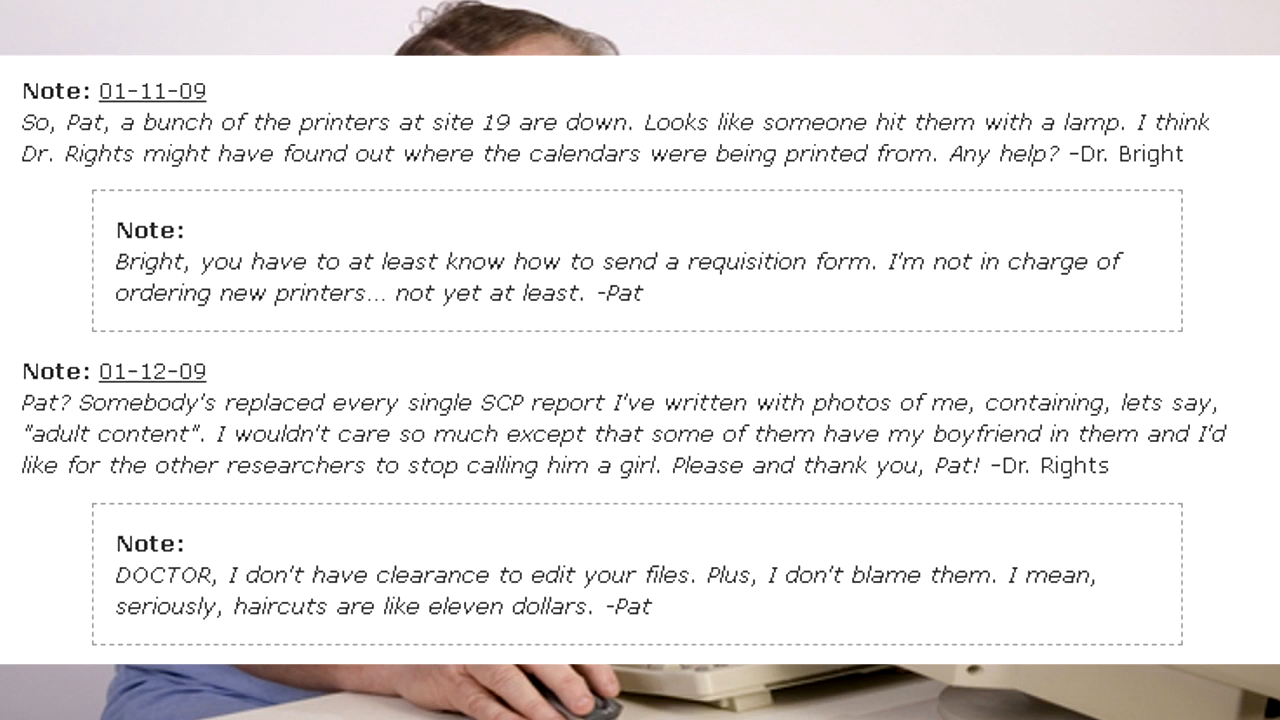 Note: 01-11-09
So, Pat, a bunch of the printers at site 19 are down. Looks like someone hit them with a lamp. I think
Dr. Rights might have found out where the calendars were being printed from. Any help? -Dr. Bright
Note:
Bright, you have to at least know how to send a requisition form. I'm not in charge of
ordering new printers... not yet at least. -Pat
Note: 01-12-09
Pat? Somebody's replaced every single SCP report I've written with photos of me, containing, lets say,
"adult content". I wouldn't care so much except that some of them have my boyfriend in them and I'd
like for the other researchers to stop calling him a girl. Please and thank you, Pat! -Dr. Rights
Note:
DOCTOR, I don't have clearance to edit your files. Plus, I don't blame them. I mean,
seriously, haircuts are like eleven dollars. -Pat